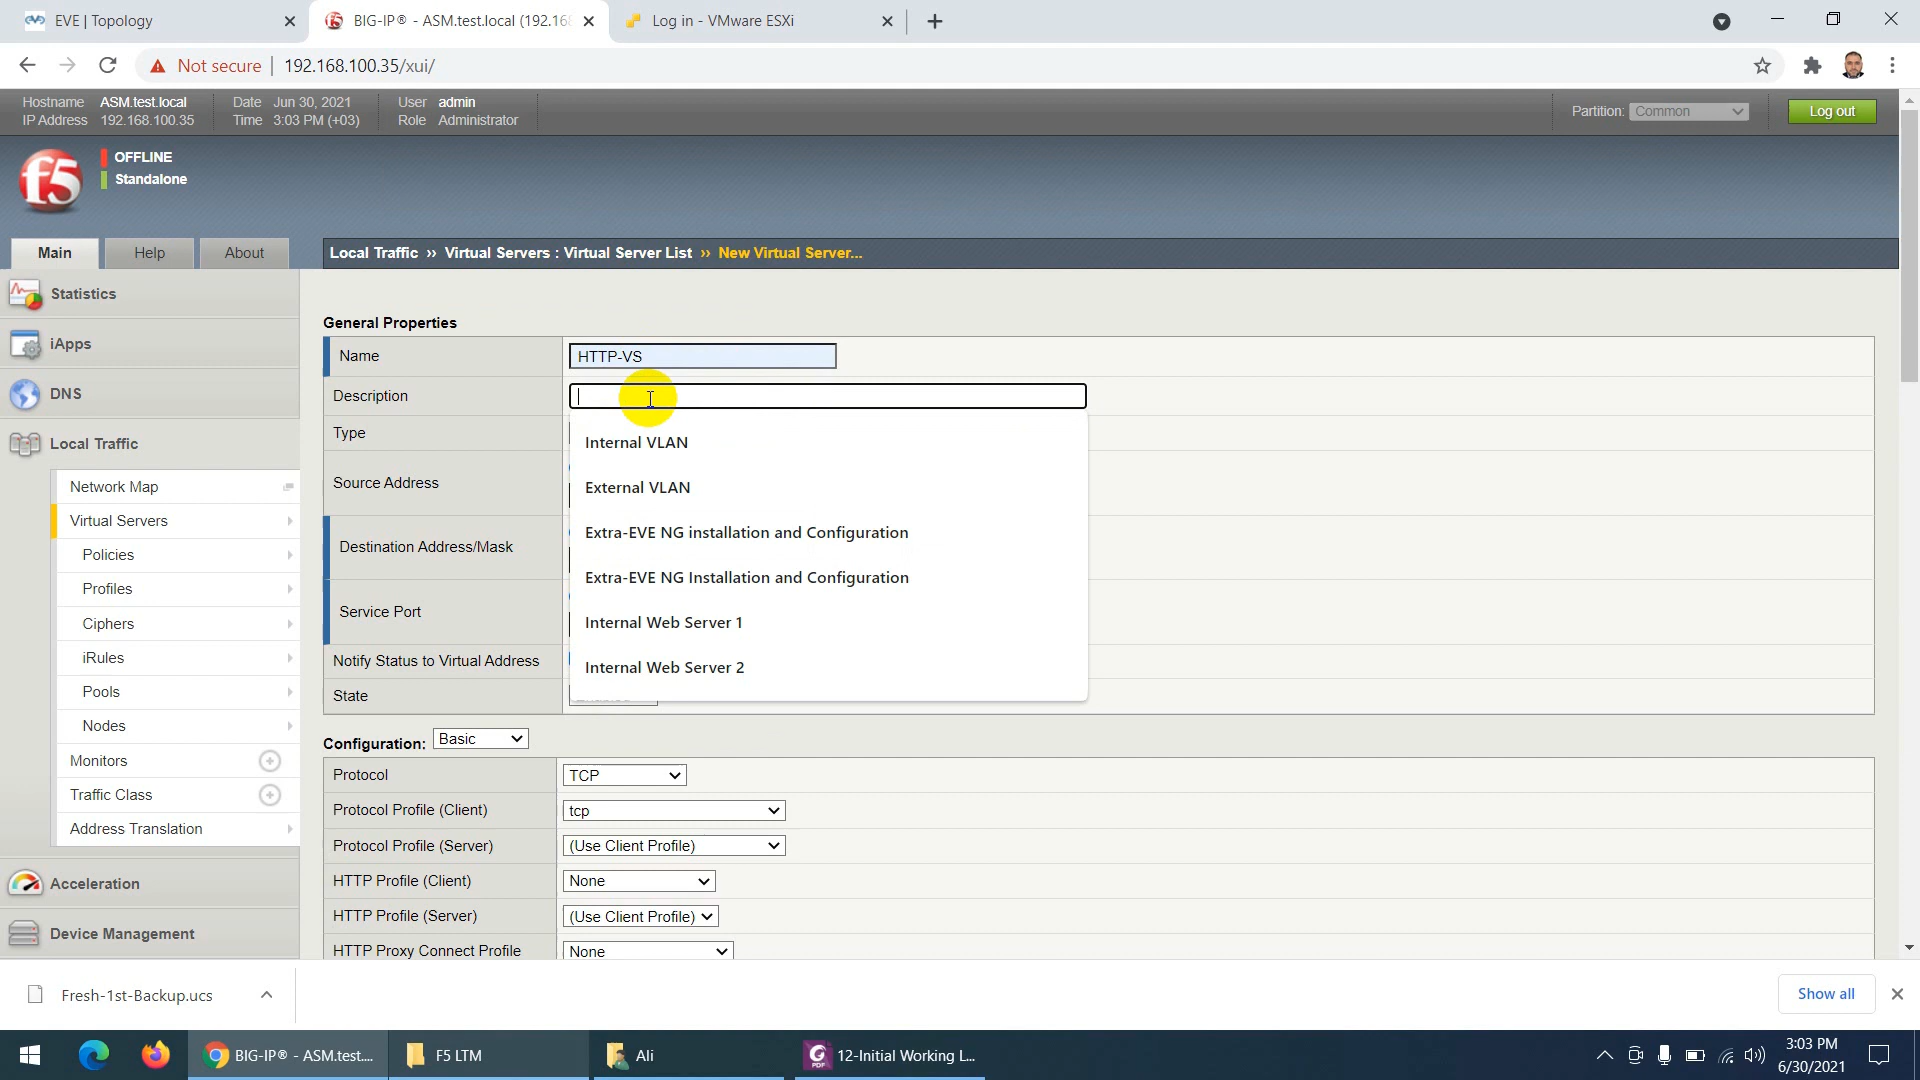 EVE | Topology
BIG-IP® - ASM.test.local (192.168
Log in - VMware ESXi
Not secure
192.168.100.35/xui/
Hostname ASM.test.local
IP Address 192.168.100.35
Date Jun 30, 2021
Time 3:03 PM (+03)
User admin
Role Administrator
Partition: Common
Log out
f5
OFFLINE
Standalone
Main
Help
About
Local Traffic ›› Virtual Servers : Virtual Server List ›› New Virtual Server...
Statistics
iApps
DNS
Local Traffic
Network Map
Virtual Servers
Policies
Profiles
Ciphers
iRules
Pools
Nodes
Monitors
Traffic Class
Address Translation
Acceleration
Device Management
General Properties
Name HTTP-VS
Description
Type
Source Address
Destination Address/Mask
Service Port
Notify Status to Virtual Address
State
Internal VLAN
External VLAN
Extra-EVE NG installation and Configuration
Extra-EVE NG Installation and Configuration
Internal Web Server 1
Internal Web Server 2
Configuration: Basic
Protocol TCP
Protocol Profile (Client) tcp
Protocol Profile (Server) (Use Client Profile)
HTTP Profile (Client) None
HTTP Profile (Server) (Use Client Profile)
HTTP Proxy Connect Profile None
Fresh-1st-Backup.ucs
Show all
BIG-IP® - ASM.test....
F5 LTM
Ali
12-Initial Working L...
3:03 PM
6/30/2021